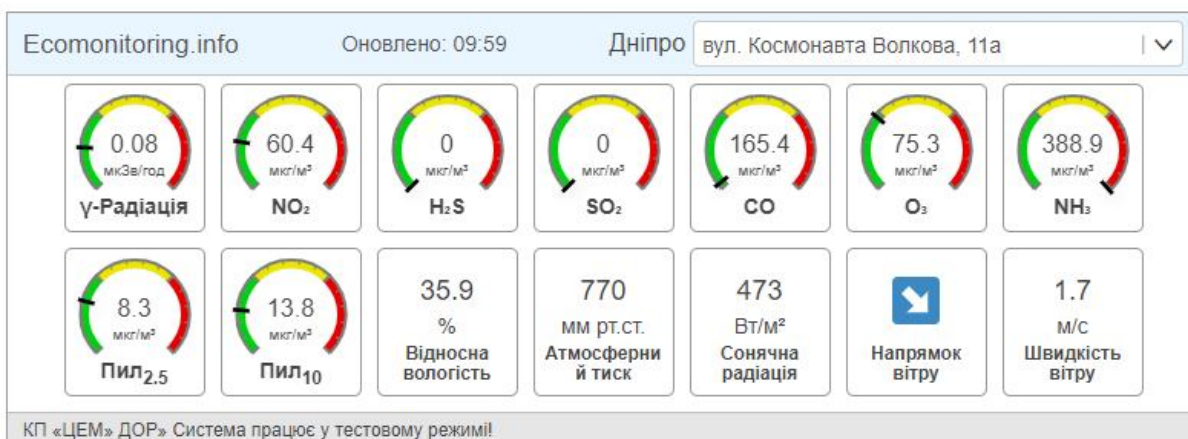 Ecomonitoring.info Оновлено: 09:59 Дніпро вул. Космонавта Волкова, 11а
0.08 60.4 0 0 165.4 75.3 388.9
мкЗв/год мкг/м³ мкг/м³ мкг/м³ мкг/м³ мкг/м³ мкг/м³
γ-Радіація NO₂ H₂S SO₂ CO O₃ NH₃
8.3 13.8 35.9 770 473 1.7
мкг/м³ мкг/м³ % мм рт.ст. Вт/м² м/с
Пил₂.₅ Пил₁₀ Відносна вологість Атмосферни й тиск Сонячна радіація Напрямок вітру Швидкість вітру
КП «ЦЕМ» ДОР» Система працює у тестовому режимі!